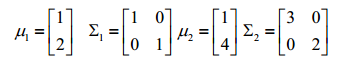 μ₁ = [1 2] Σ₁ = [1 0 0 1] μ₂ = [1 4] Σ₂ = [3 0 0 2]